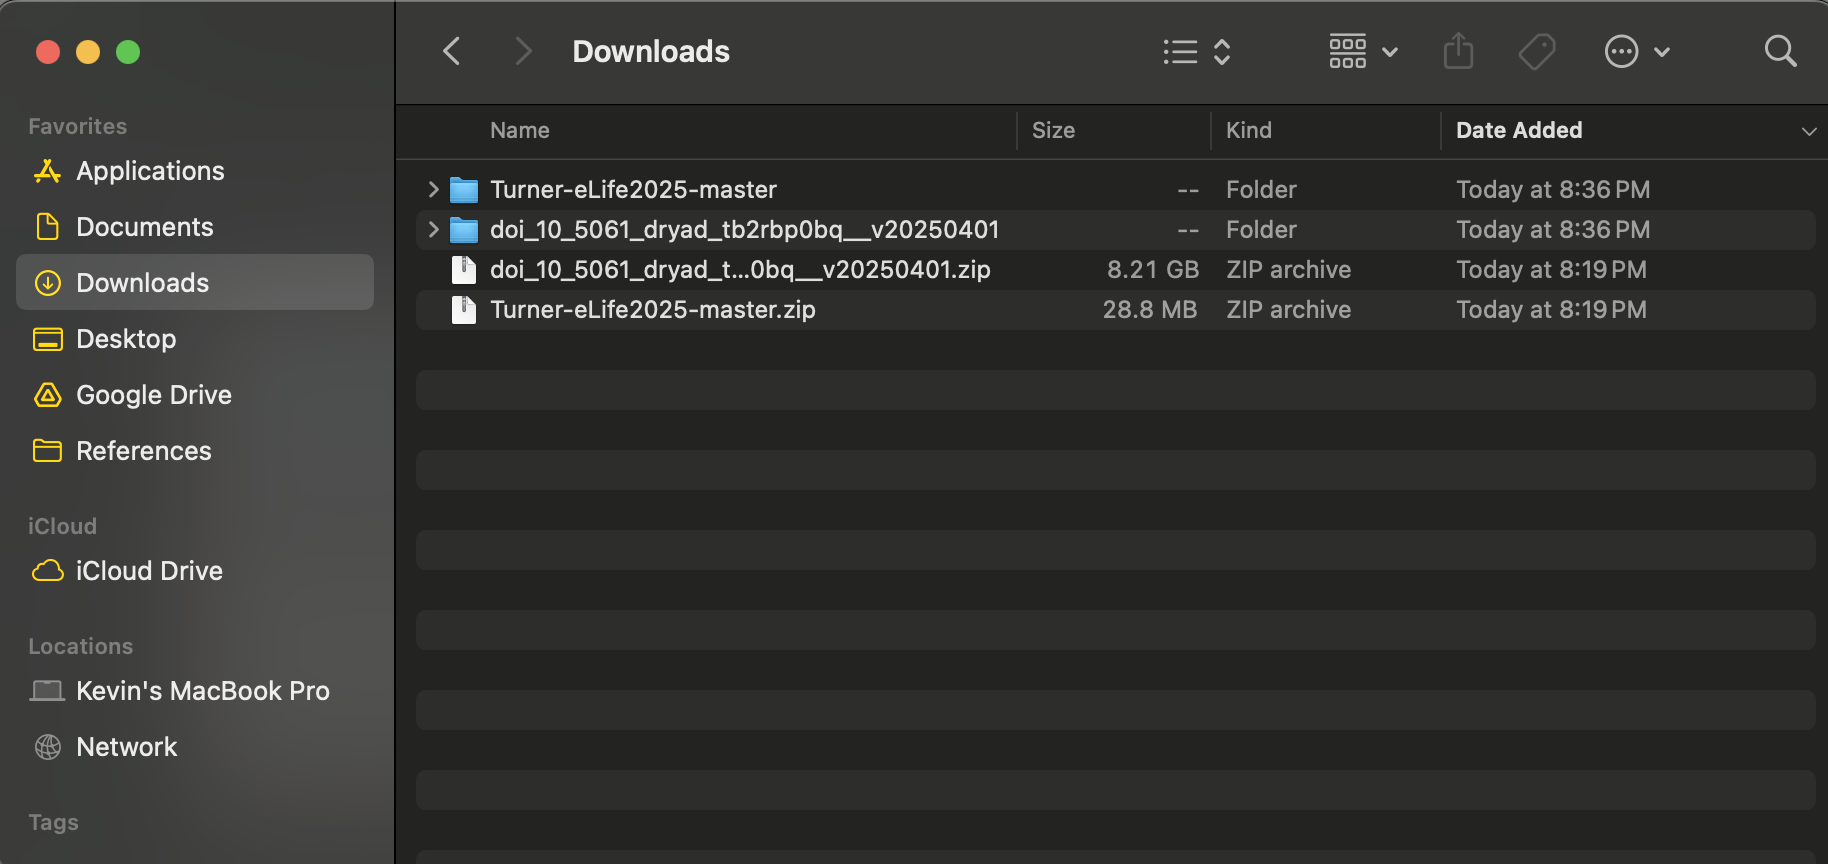 Downloads
Favorites
Applications
Documents
Downloads
Desktop
Google Drive
References
iCloud
iCloud Drive
Locations
Kevin's MacBook Pro
Network
Tags
Name Size Kind Date Added
Turner-eLife2025-master -- Folder Today at 8:36 PM
doi_10_5061_dryad_tb2rbp0bq__v20250401 -- Folder Today at 8:36 PM
doi_10_5061_dryad_t...0bq__v20250401.zip 8.21 GB ZIP archive Today at 8:19 PM
Turner-eLife2025-master.zip 28.8 MB ZIP archive Today at 8:19 PM